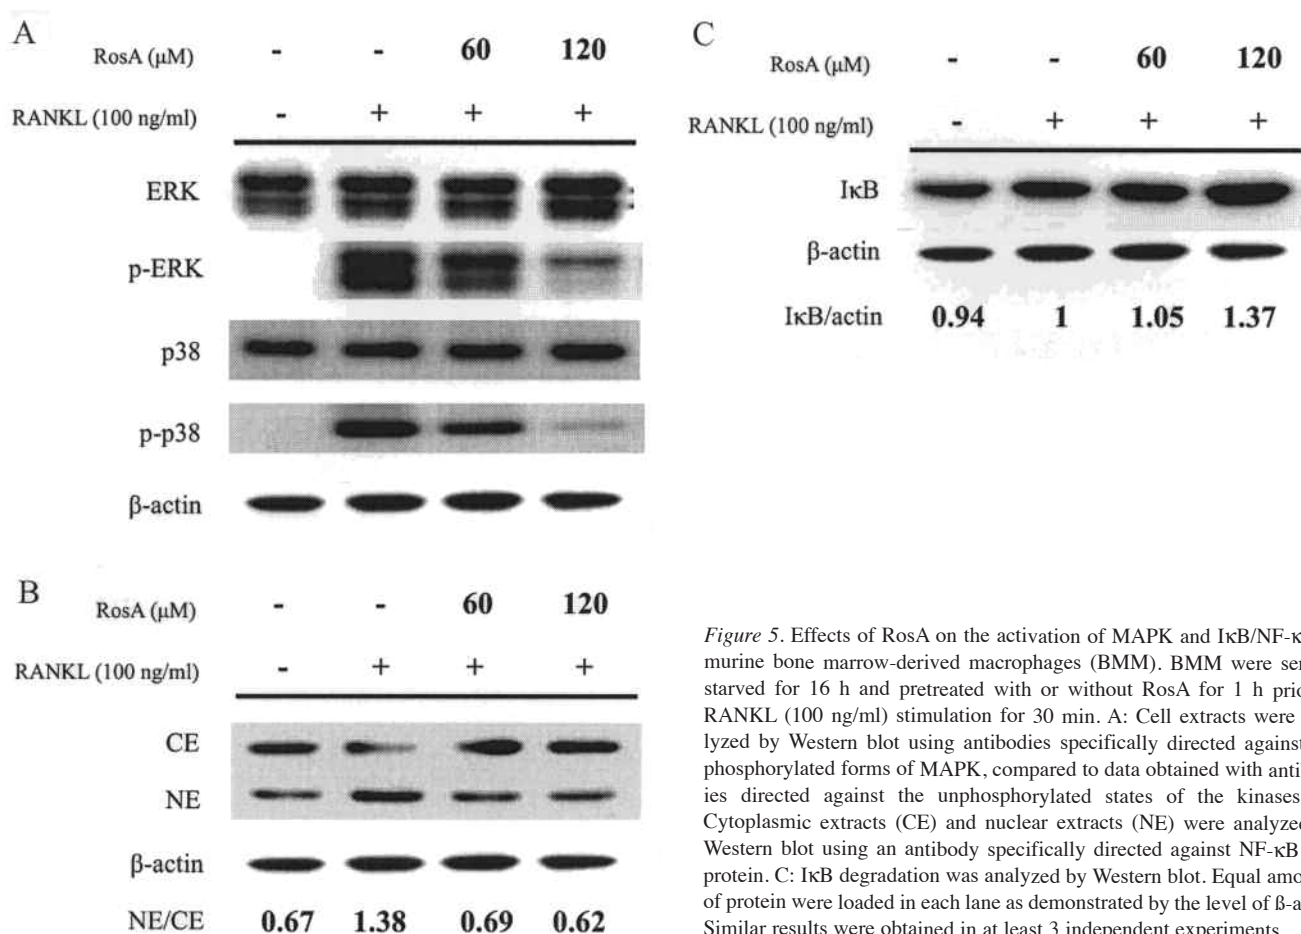 A
RosA (μM) - - 60 120
RANKL (100 ng/ml) - + + +
ERK
p-ERK
p38
p-p38
β-actin
B
RosA (μM) - - 60 120
RANKL (100 ng/ml) - + + +
CE
NE
β-actin
NE/CE 0.67 1.38 0.69 0.62
C
RosA (μM) - - 60 120
RANKL (100 ng/ml) - + + +
IκB
β-actin
IκB/actin 0.94 1 1.05 1.37
Figure 5. Effects of RosA on the activation of MAPK and IκB/NF-κ
murine bone marrow-derived macrophages (BMM). BMM were ser
starved for 16 h and pretreated with or without RosA for 1 h prio
RANKL (100 ng/ml) stimulation for 30 min. A: Cell extracts were
lyzed by Western blot using antibodies specifically directed against
phosphorylated forms of MAPK, compared to data obtained with anti
ies directed against the unphosphorylated states of the kinases
Cytoplasmic extracts (CE) and nuclear extracts (NE) were analyzed
Western blot using an antibody specifically directed against NF-κB
protein. C: IκB degradation was analyzed by Western blot. Equal amo
of protein were loaded in each lane as demonstrated by the level of ß-a
Similar results were obtained in at least 3 independent experiments